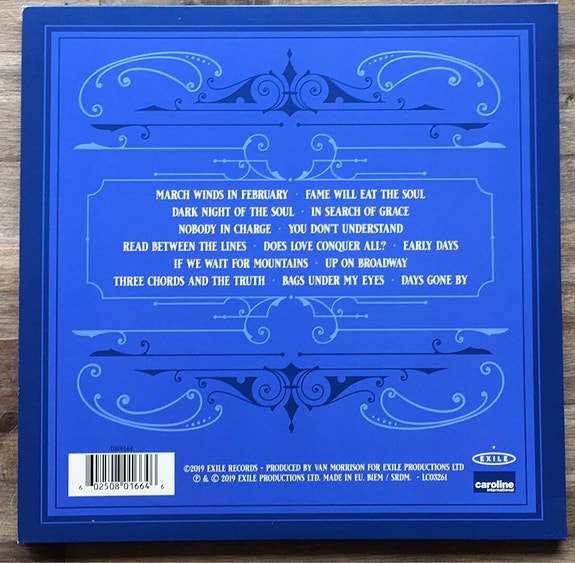 MARCH WINDS IN FEBRUARY · FAME WILL EAT THE SOUL
DARK NIGHT OF THE SOUL · IN SEARCH OF GRACE
NOBODY IN CHARGE · YOU DON'T UNDERSTAND
READ BETWEEN THE LINES · DOES LOVE CONQUER ALL? · EARLY DAYS
IF WE WAIT FOR MOUNTAINS · UP ON BROADWAY
THREE CHORDS AND THE TRUTH · BAGS UNDER MY EYES · DAYS GONE BY
0801664
6 02508 01664 6
©2019 EXILE RECORDS - PRODUCED BY VAN MORRISON FOR EXILE PRODUCTIONS LTD
℗ & © 2019 EXILE PRODUCTIONS LTD. MADE IN EU. BIEM / SRDM. - LC03261
EXILE
caroline
international